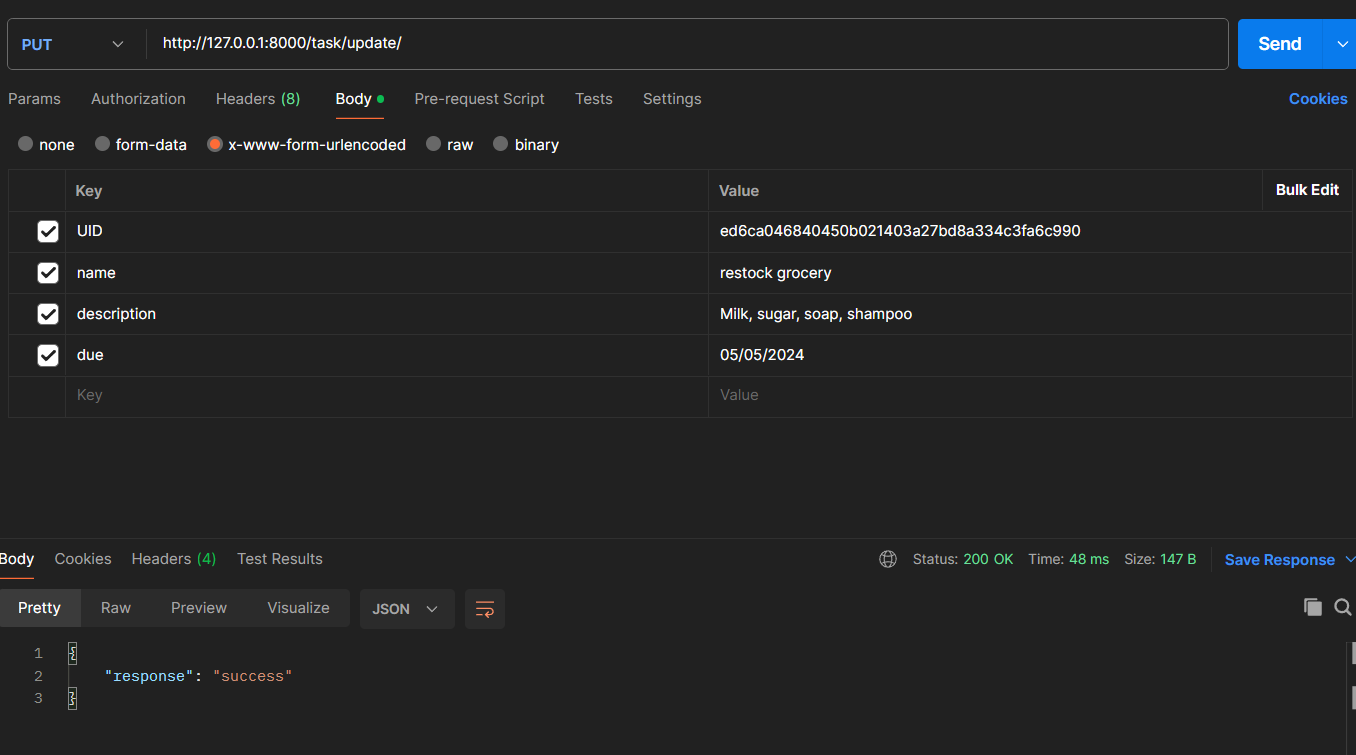 PUT http://127.0.0.1:8000/task/update/ Send
Params Authorization Headers (8) Body Pre-request Script Tests Settings Cookies
none form-data x-www-form-urlencoded raw binary
Key Value Bulk Edit
UID ed6ca046840450b021403a27bd8a334c3fa6c990
name restock grocery
description Milk, sugar, soap, shampoo
due 05/05/2024
Key Value
Body Cookies Headers (4) Test Results Status: 200 OK Time: 48 ms Size: 147 B Save Response
Pretty Raw Preview Visualize JSON
1 {
2 "response": "success"
3 }